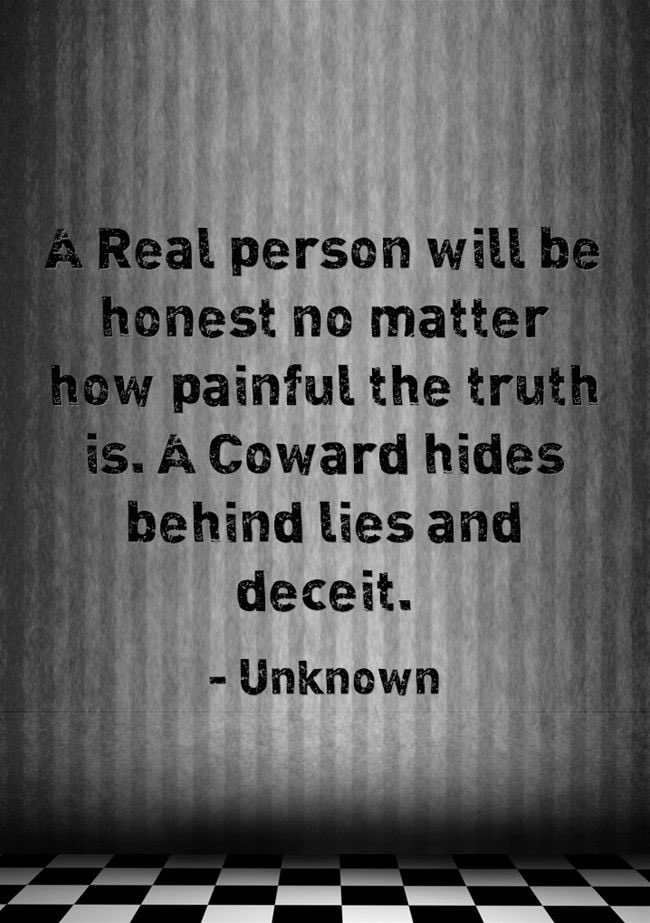 A Real person will be
honest no matter
how painful the truth
is. A Coward hides
behind lies and
deceit.
- Unknown